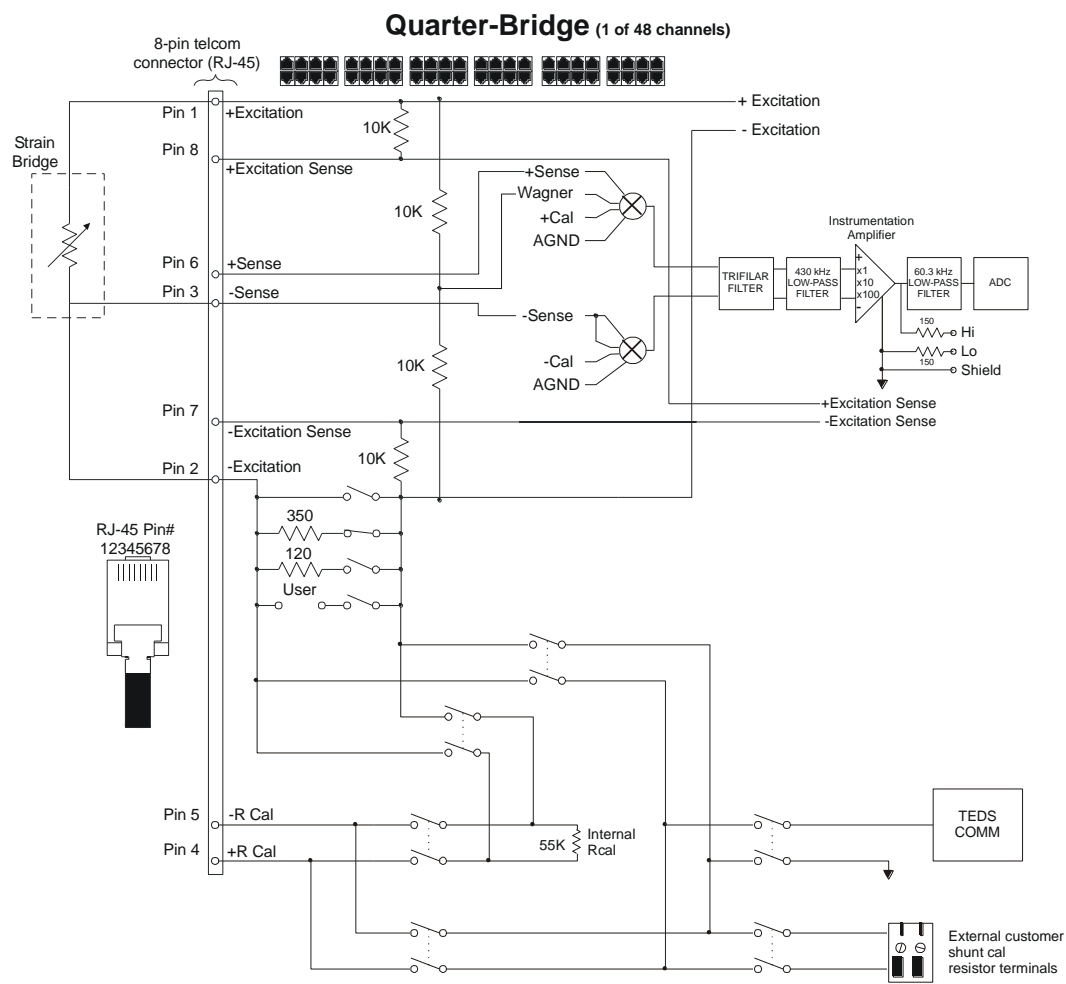 Quarter-Bridge (1 of 48 channels)
8-pin telcom
connector (RJ-45)
Pin 1
+Excitation
10K
+ Excitation
- Excitation
Strain
Bridge
Pin 8
+Excitation Sense
+Sense
Wagner
+Cal
AGND
10K
Instrumentation
Amplifier
Pin 6
+Sense
Pin 3
-Sense
TRIFILAR
FILTER
430 kHz
LOW-PASS
FILTER
+
x1
x10
x100
-
60.3 kHz
LOW-PASS
FILTER
ADC
-Sense
-Cal
AGND
150
Hi
Lo
150
Shield
10K
Pin 7
-Excitation Sense
+Excitation Sense
-Excitation Sense
10K
Pin 2
-Excitation
350
120
User
RJ-45 Pin#
12345678
Pin 5
-R Cal
Pin 4
+R Cal
55K
Internal
Rcal
TEDS
COMM
External customer
shunt cal
resistor terminals